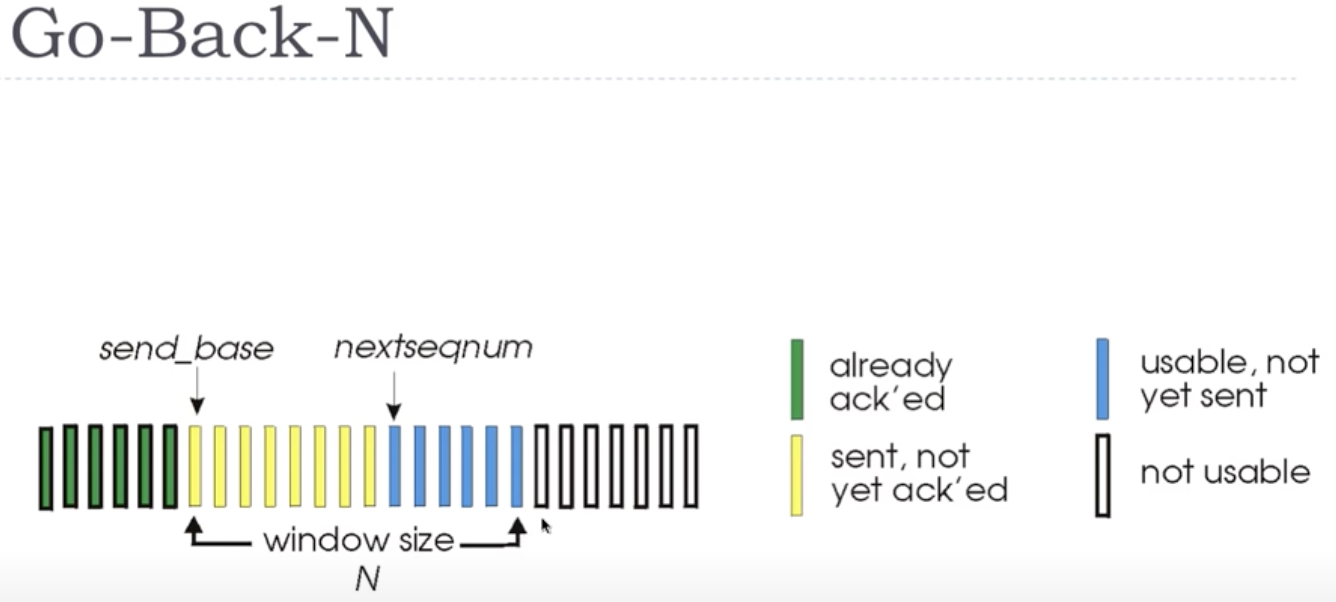 Go-Back-N
send_base
nextseqnum
window size
N
already
ack'ed
sent, not
yet ack'ed
usable, not
yet sent
not usable